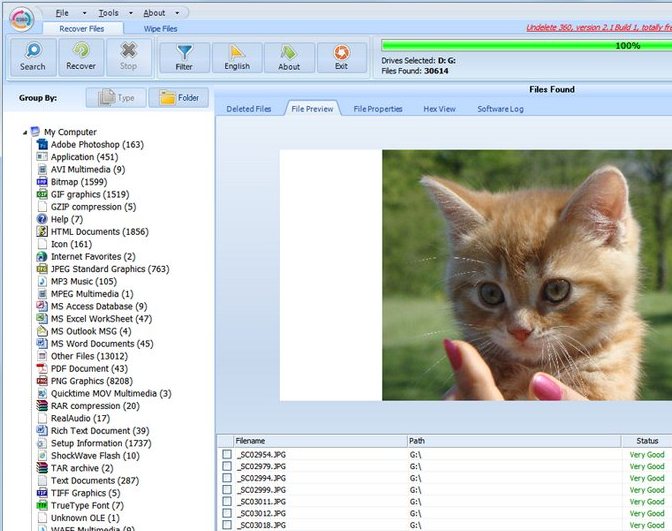 File Tools About
Undelete 360, version 2.1 Build 1, totally fre
Recover Files Wipe Files
Search Recover Stop Filter English About Exit
100%
Drives Selected: D: G:
Files Found: 30614
Files Found
Group By: Type Folder
Deleted Files File Preview File Properties Hex View Software Log
My Computer
Adobe Photoshop (163)
Application (451)
AVI Multimedia (9)
Bitmap (1599)
GIF graphics (1519)
GZIP compression (5)
Help (7)
HTML Documents (1856)
Icon (161)
Internet Favorites (2)
JPEG Standard Graphics (763)
MP3 Music (105)
MPEG Multimedia (1)
MS Access Database (9)
MS Excel WorkSheet (47)
MS Outlook MSG (4)
MS Word Documents (45)
Other Files (13012)
PDF Document (43)
PNG Graphics (8208)
Quicktime MOV Multimedia (3)
RAR compression (20)
RealAudio (17)
Rich Text Document (39)
Setup Information (1737)
ShockWave Flash (10)
TAR archive (2)
Text Documents (287)
TIFF Graphics (5)
TrueType Font (7)
Unknown OLE (1)
WAFF Multimedia (9)
Filename Path Status
_SC02954.JPG G:\ Very Good
_SC02979.JPG G:\ Very Good
_SC02994.JPG G:\ Very Good
_SC02999.JPG G:\ Very Good
_SC03011.JPG G:\ Very Good
_SC03012.JPG G:\ Very Good
_SC03018.JPG G:\ Very Good